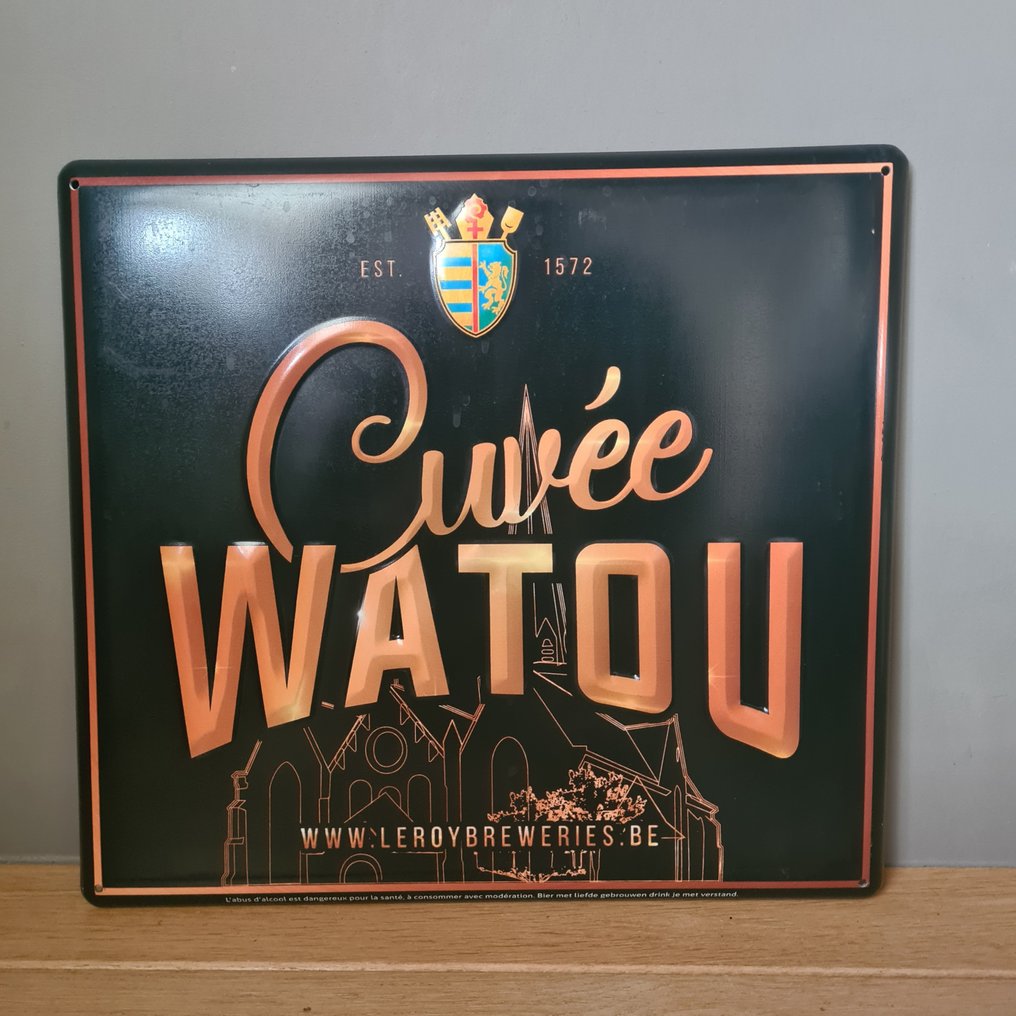 EST. 1572
Cuvée
WATOU
WWW.LEROYBREWERIES.BE
L'abus d'alcool est dangereux pour la santé, à consommer avec modération. Bier met liefde gebrouwen drink je met verstand.